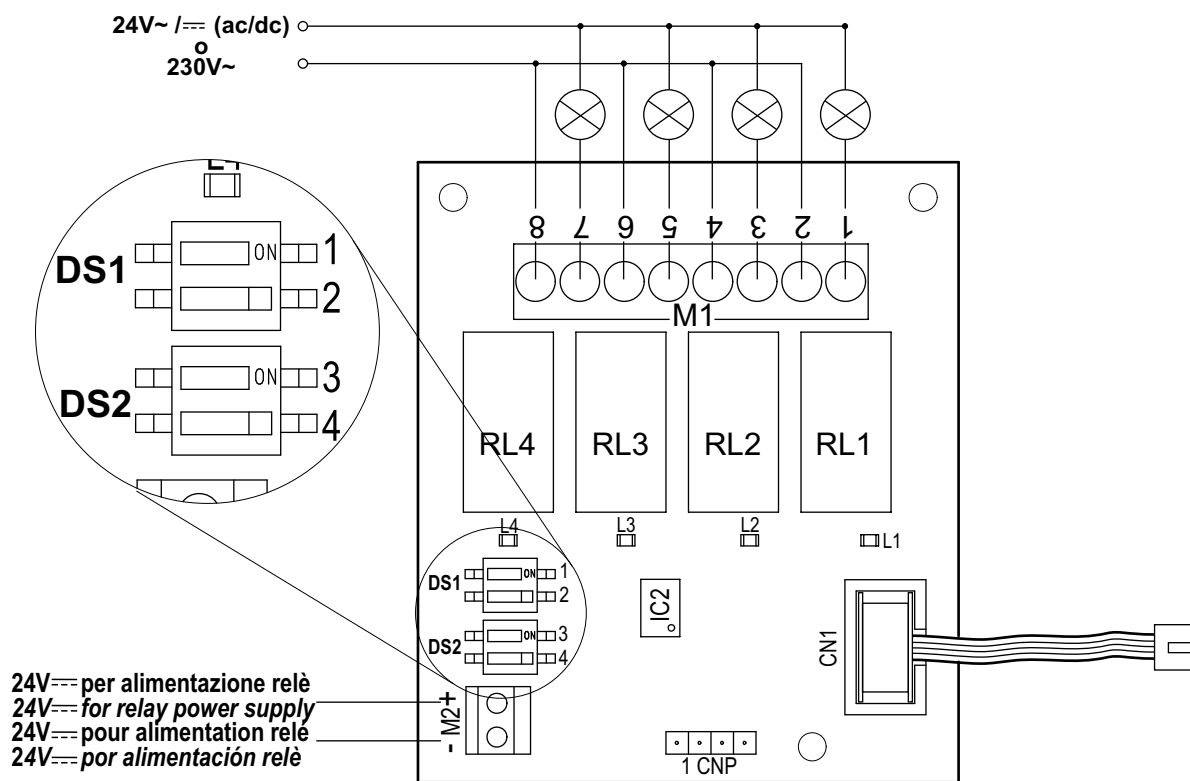 24V~ /⎓ (ac/dc)
o
230V~
8 7 6 5 4 3 2 1
M1
L4
DS1
ON
1
2
DS2
ON
3
4
RL4 RL3 RL2 RL1
L4 L3 L2 L1
DS1
ON
1
2
DS2
ON
3
4
IC2
CN1
24V⎓ per alimentazione relè
24V⎓ for relay power supply
24V⎓ pour alimentation relé
24V⎓ por alimentación relè
- M2 +
1 CNP